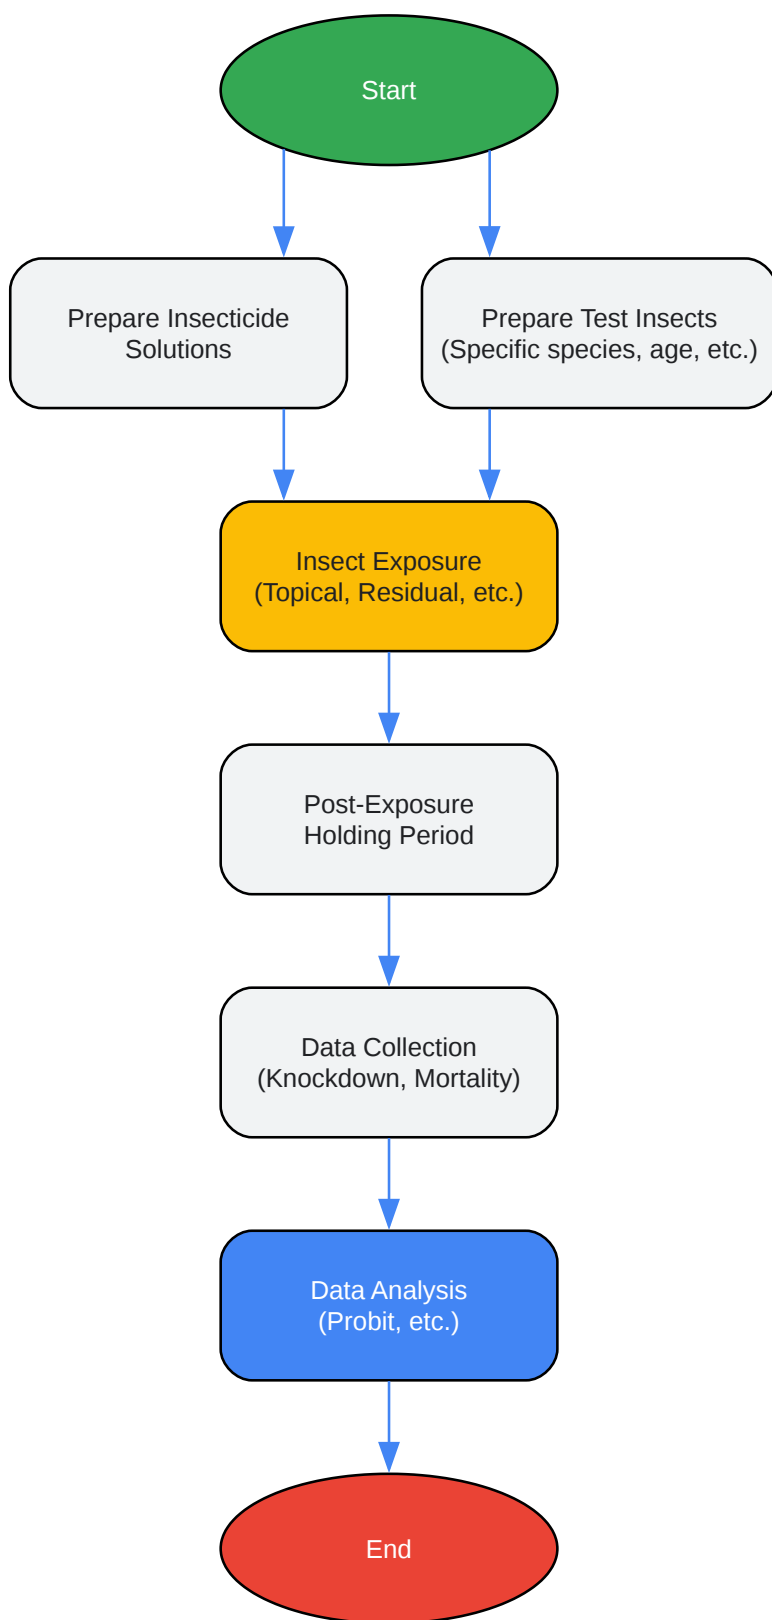 Start
Prepare Insecticide
Solutions
Prepare Test Insects
(Specific species, age, etc.)
Insect Exposure
(Topical, Residual, etc.)
Post-Exposure
Holding Period
Data Collection
(Knockdown, Mortality)
Data Analysis
(Probit, etc.)
End